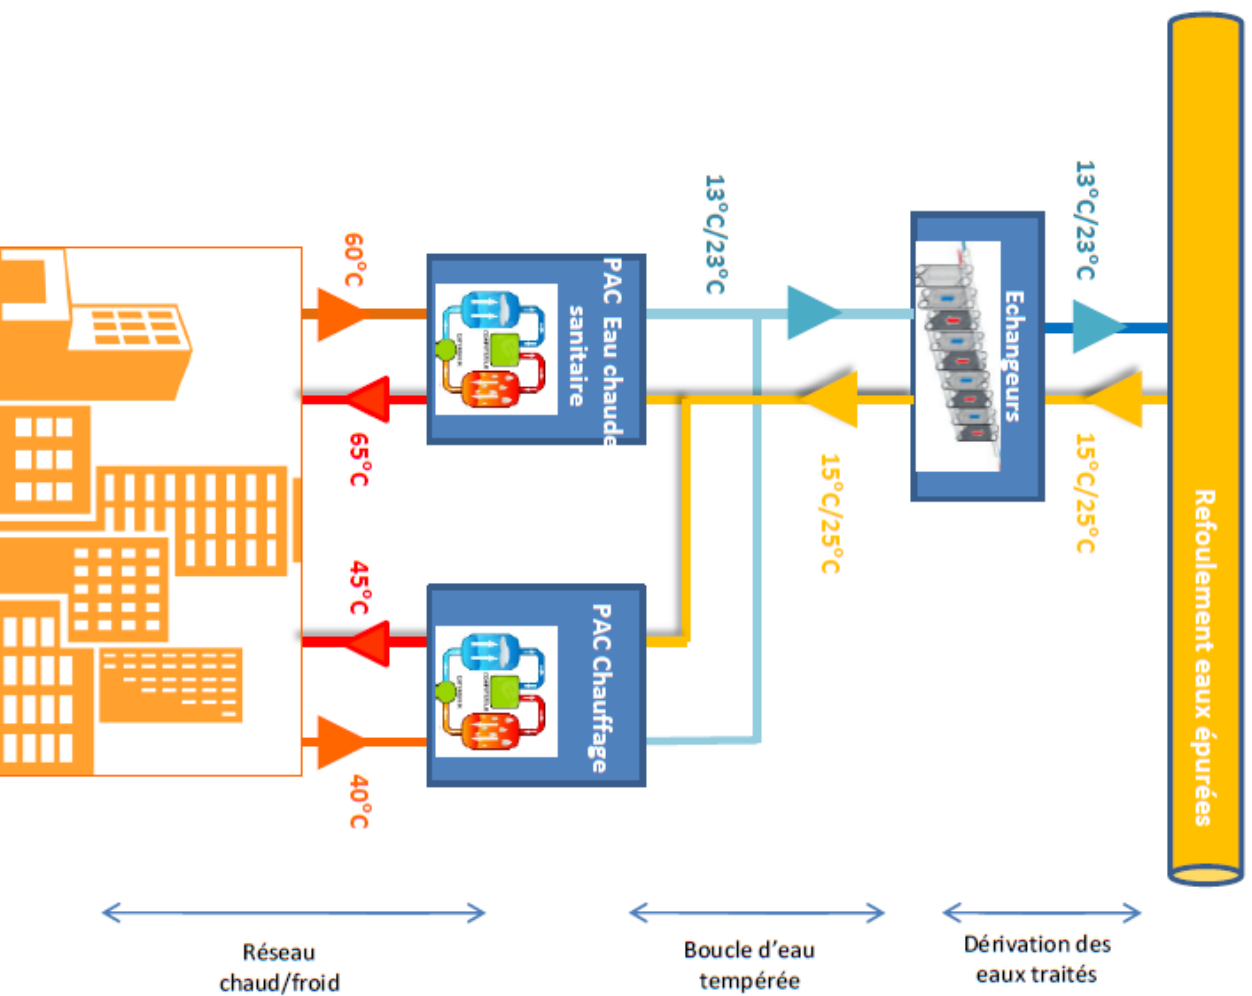 Refoulement eaux épurées
13°C/23°C
15°C/25°C
Echangeurs
13°C/23°C
15°C/25°C
PAC Eau chaude
sanitaire
PAC Chauffage
60°C
65°C
45°C
40°C
Réseau
chaud/froid
Boucle d'eau
tempérée
Dérivation des
eaux traités